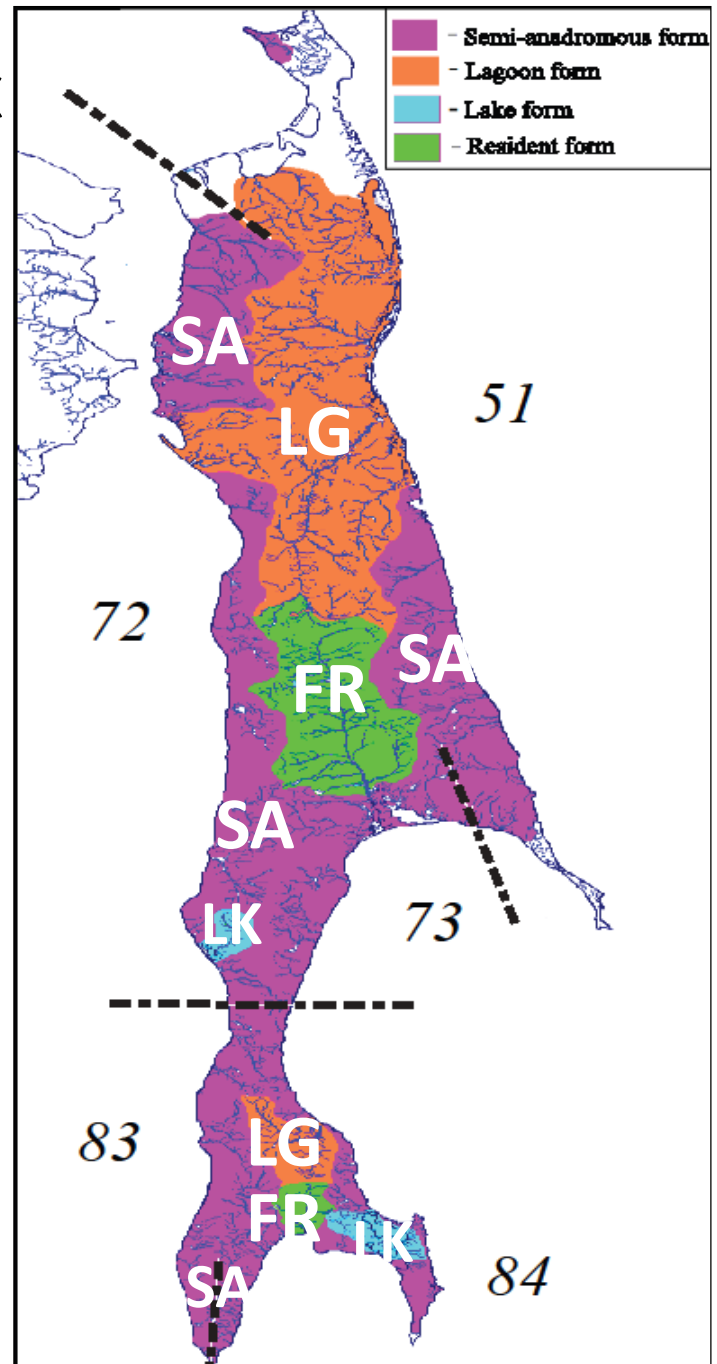 - Semi-anadromous form
- Lagoon form
- Lake form
- Resident form
SA
51
LG
72
SA
FR
SA
LK
73
83
LG
FR
LK
SA
84